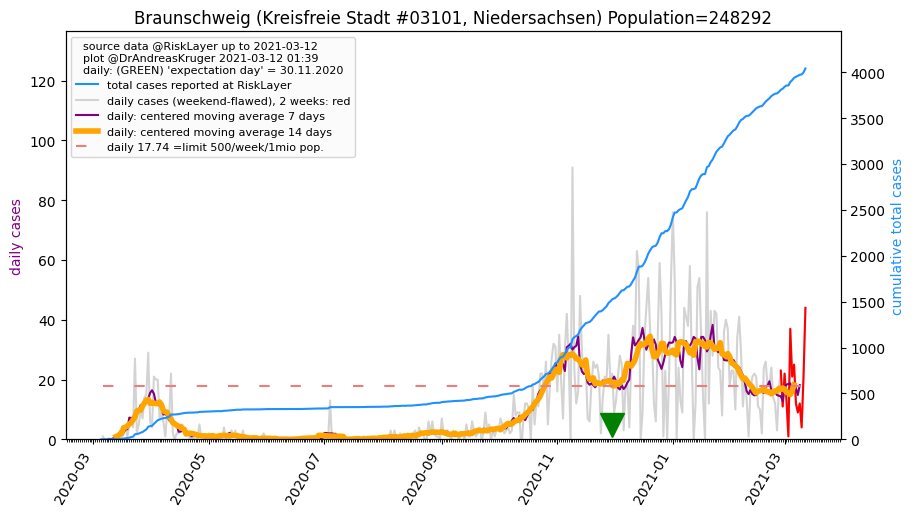 Braunschweig (Kreisfreie Stadt #03101, Niedersachsen) Population=248292
source data @RiskLayer up to 2021-03-12
plot @DrAndreasKruger 2021-03-12 01:39
daily: (GREEN) 'expectation day' = 30.11.2020
total cases reported at RiskLayer
daily cases (weekend-flawed), 2 weeks: red
daily: centered moving average 7 days
daily: centered moving average 14 days
daily 17.74 =limit 500/week/1mio pop.
daily cases
0
20
40
60
80
100
120
cumulative total cases
0
500
1000
1500
2000
2500
3000
3500
4000
2020-03
2020-05
2020-07
2020-09
2020-11
2021-01
2021-03